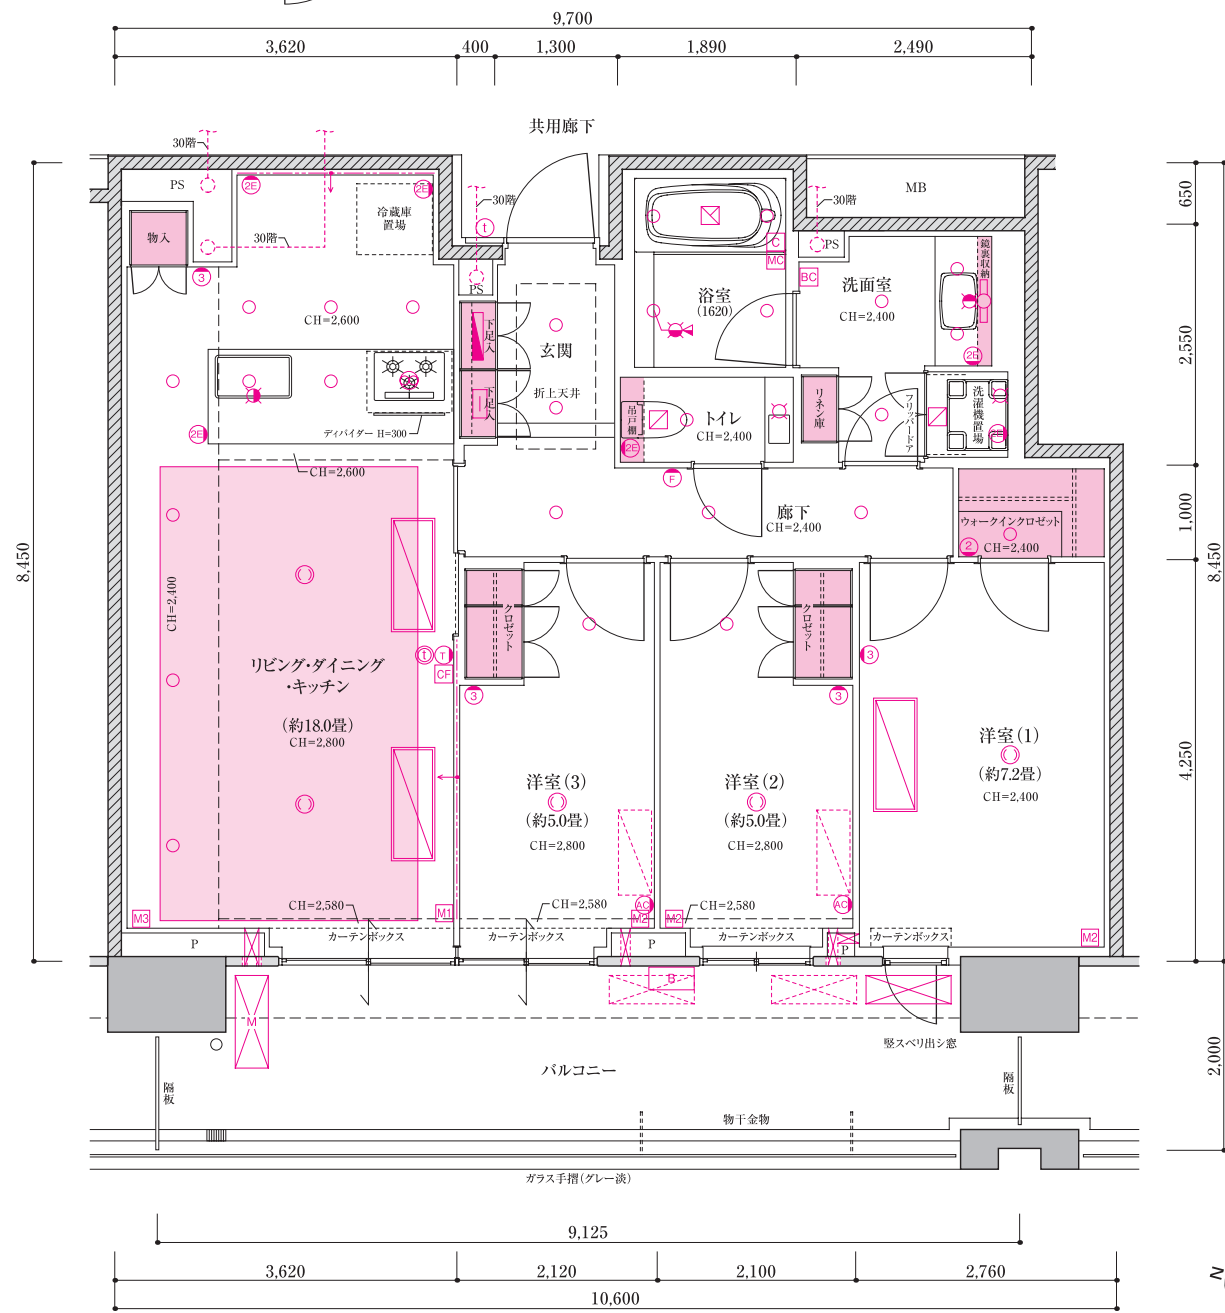 9,700
3,620
400
1,300
1,890
2,490
共用廊下
30階
PS
2E
2E
冷蔵庫
置場
30階
物入
30階
3
CH=2,600
t
PS
下足入
下足入
玄関
折上天井
C
MC
浴室
(1620)
30階
PS
BC
洗面室
CH=2,400
MB
鏡裏収納
2E
洗濯機置場
2E
フリッパードア
リネン庫
吊戸棚
2E
トイレ
CH=2,400
2E
ディバイダー H=300
CH=2,600
F
廊下
CH=2,400
ウォークインクロゼット
2
CH=2,400
CH=2,400
クロゼット
クロゼット
t
T
CF
3
3
3
リビング・ダイニング
・キッチン
(約18.0畳)
CH=2,800
洋室(3)
(約5.0畳)
CH=2,800
洋室(2)
(約5.0畳)
CH=2,800
洋室(1)
(約7.2畳)
CH=2,400
AC
AC
M3
CH=2,580
M1
CH=2,580
M2
M2
CH=2,580
M2
P
カーテンボックス
カーテンボックス
P
カーテンボックス
P
カーテンボックス
M
B
竪スベリ出シ窓
バルコニー
隔板
隔板
物干金物
ガラス手摺(グレー淡)
8,450
650
2,550
1,000
4,250
8,450
2,000
9,125
3,620
2,120
2,100
2,760
10,600
N